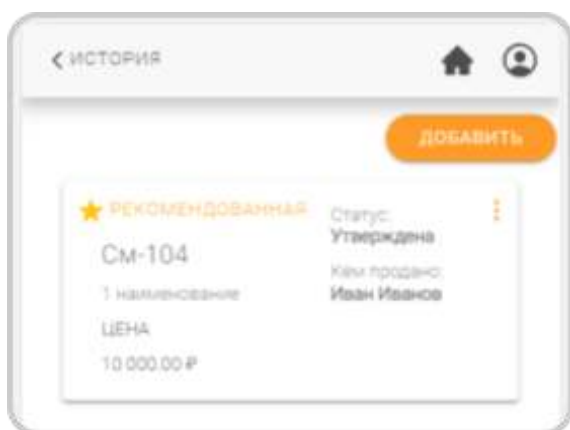 ИСТОРИЯ
ДОБАВИТЬ
РЕКОМЕНДОВАННАЯ
См-104
1 наименование
ЦЕНА
10 000.00 ₽
Статус:
Утверждена
Кем продано:
Иван Иванов